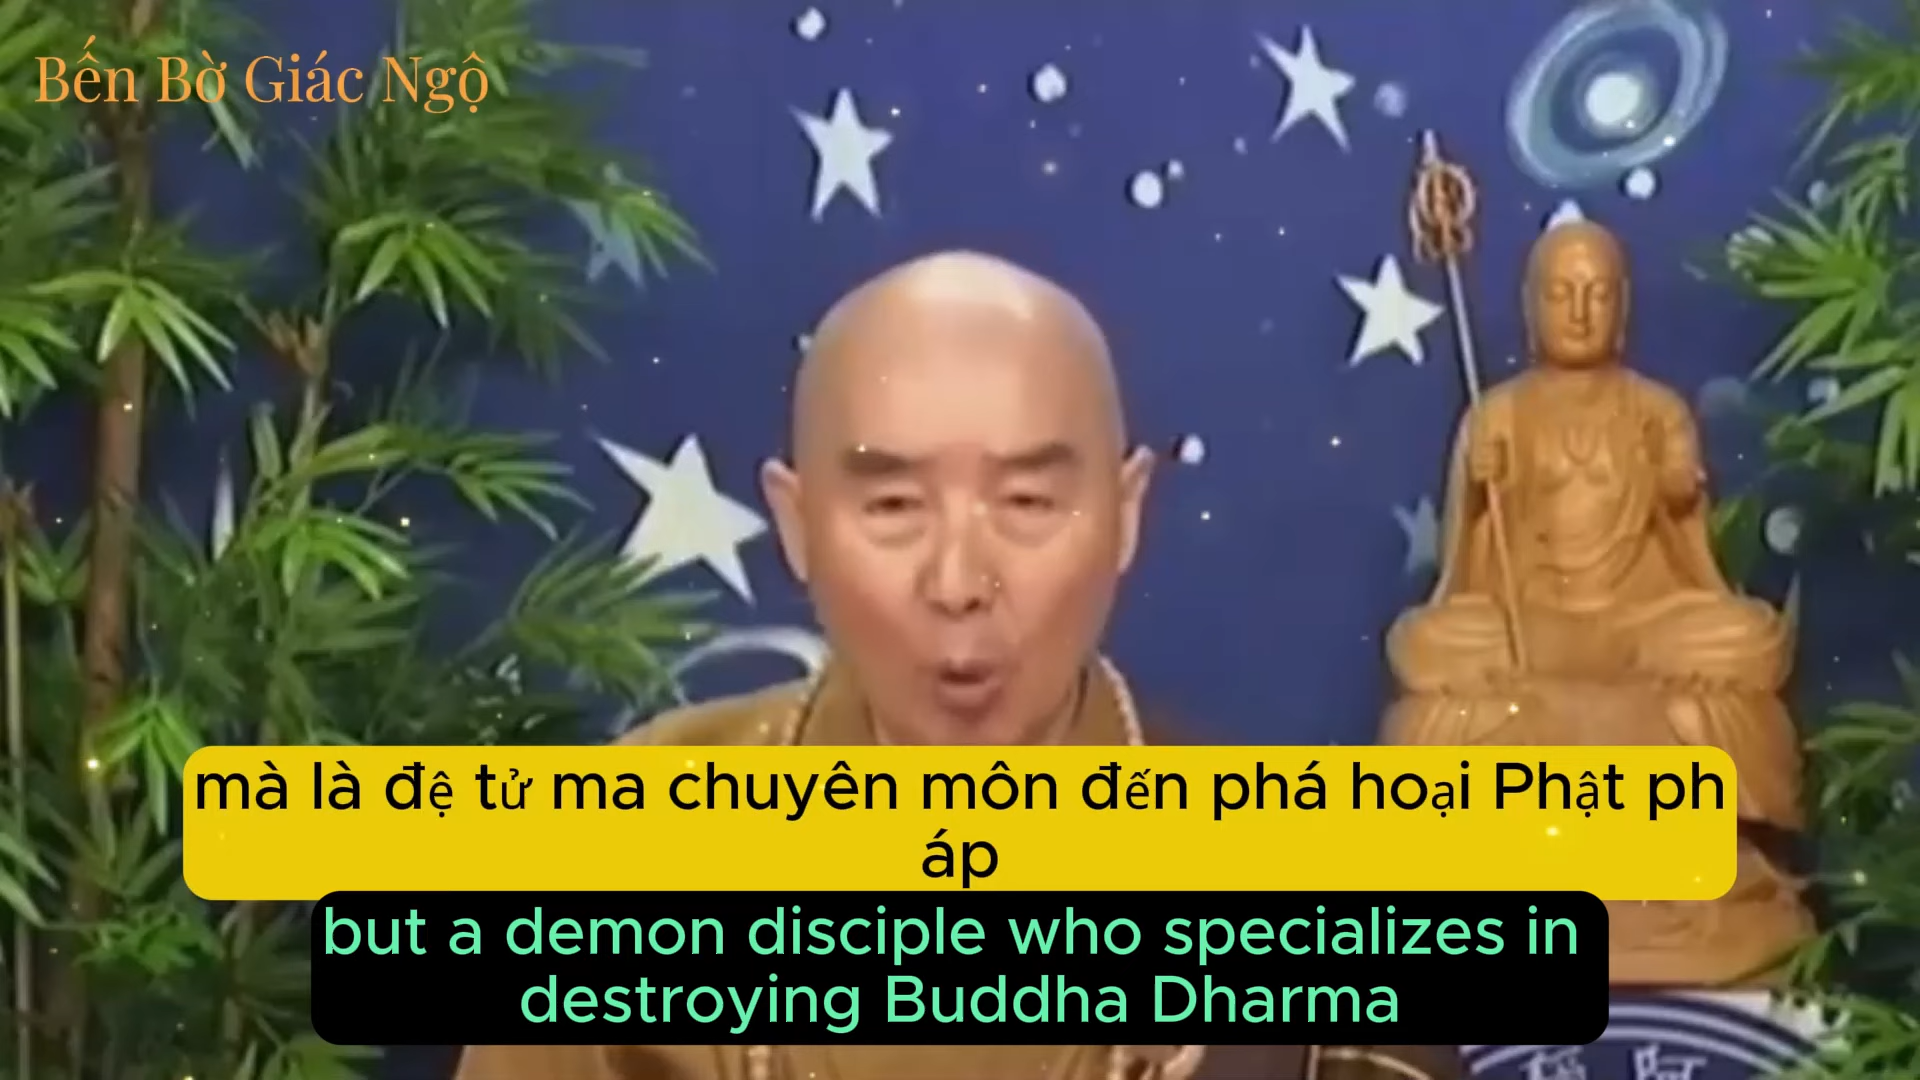 Bến Bờ Giác Ngộ
mà là đệ tử ma chuyên môn đến phá hoại Phật ph
áp
but a demon disciple who specializes in
destroying Buddha Dharma